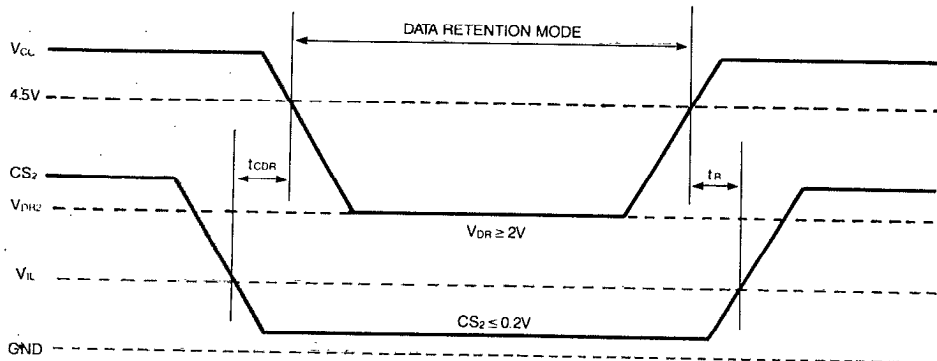 DATA RETENTION MODE
VCC
4.5V
tCDR
CS2
tR
VDR2
VDR ≥ 2V
VIL
CS2 ≤ 0.2V
GND